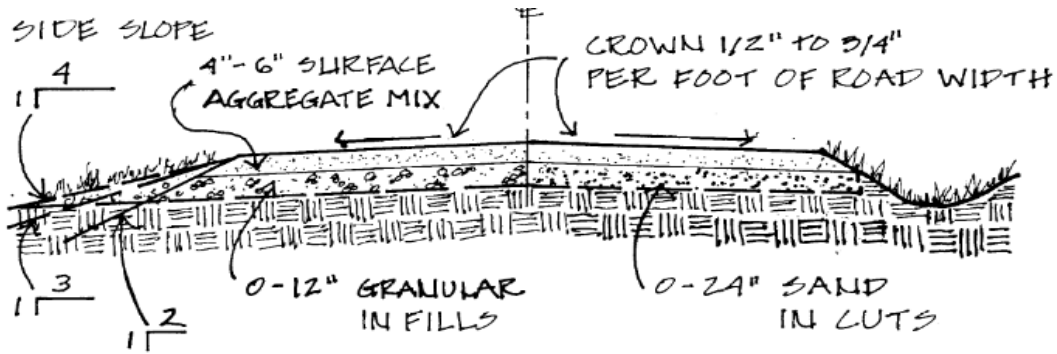 ℄
SIDE SLOPE
4
1
4"-6" SURFACE
AGGREGATE MIX
CROWN 1/2" TO 3/4"
PER FOOT OF ROAD WIDTH
3
1
2
1
0-12" GRANULAR
IN FILLS
0-24" SAND
IN CUTS